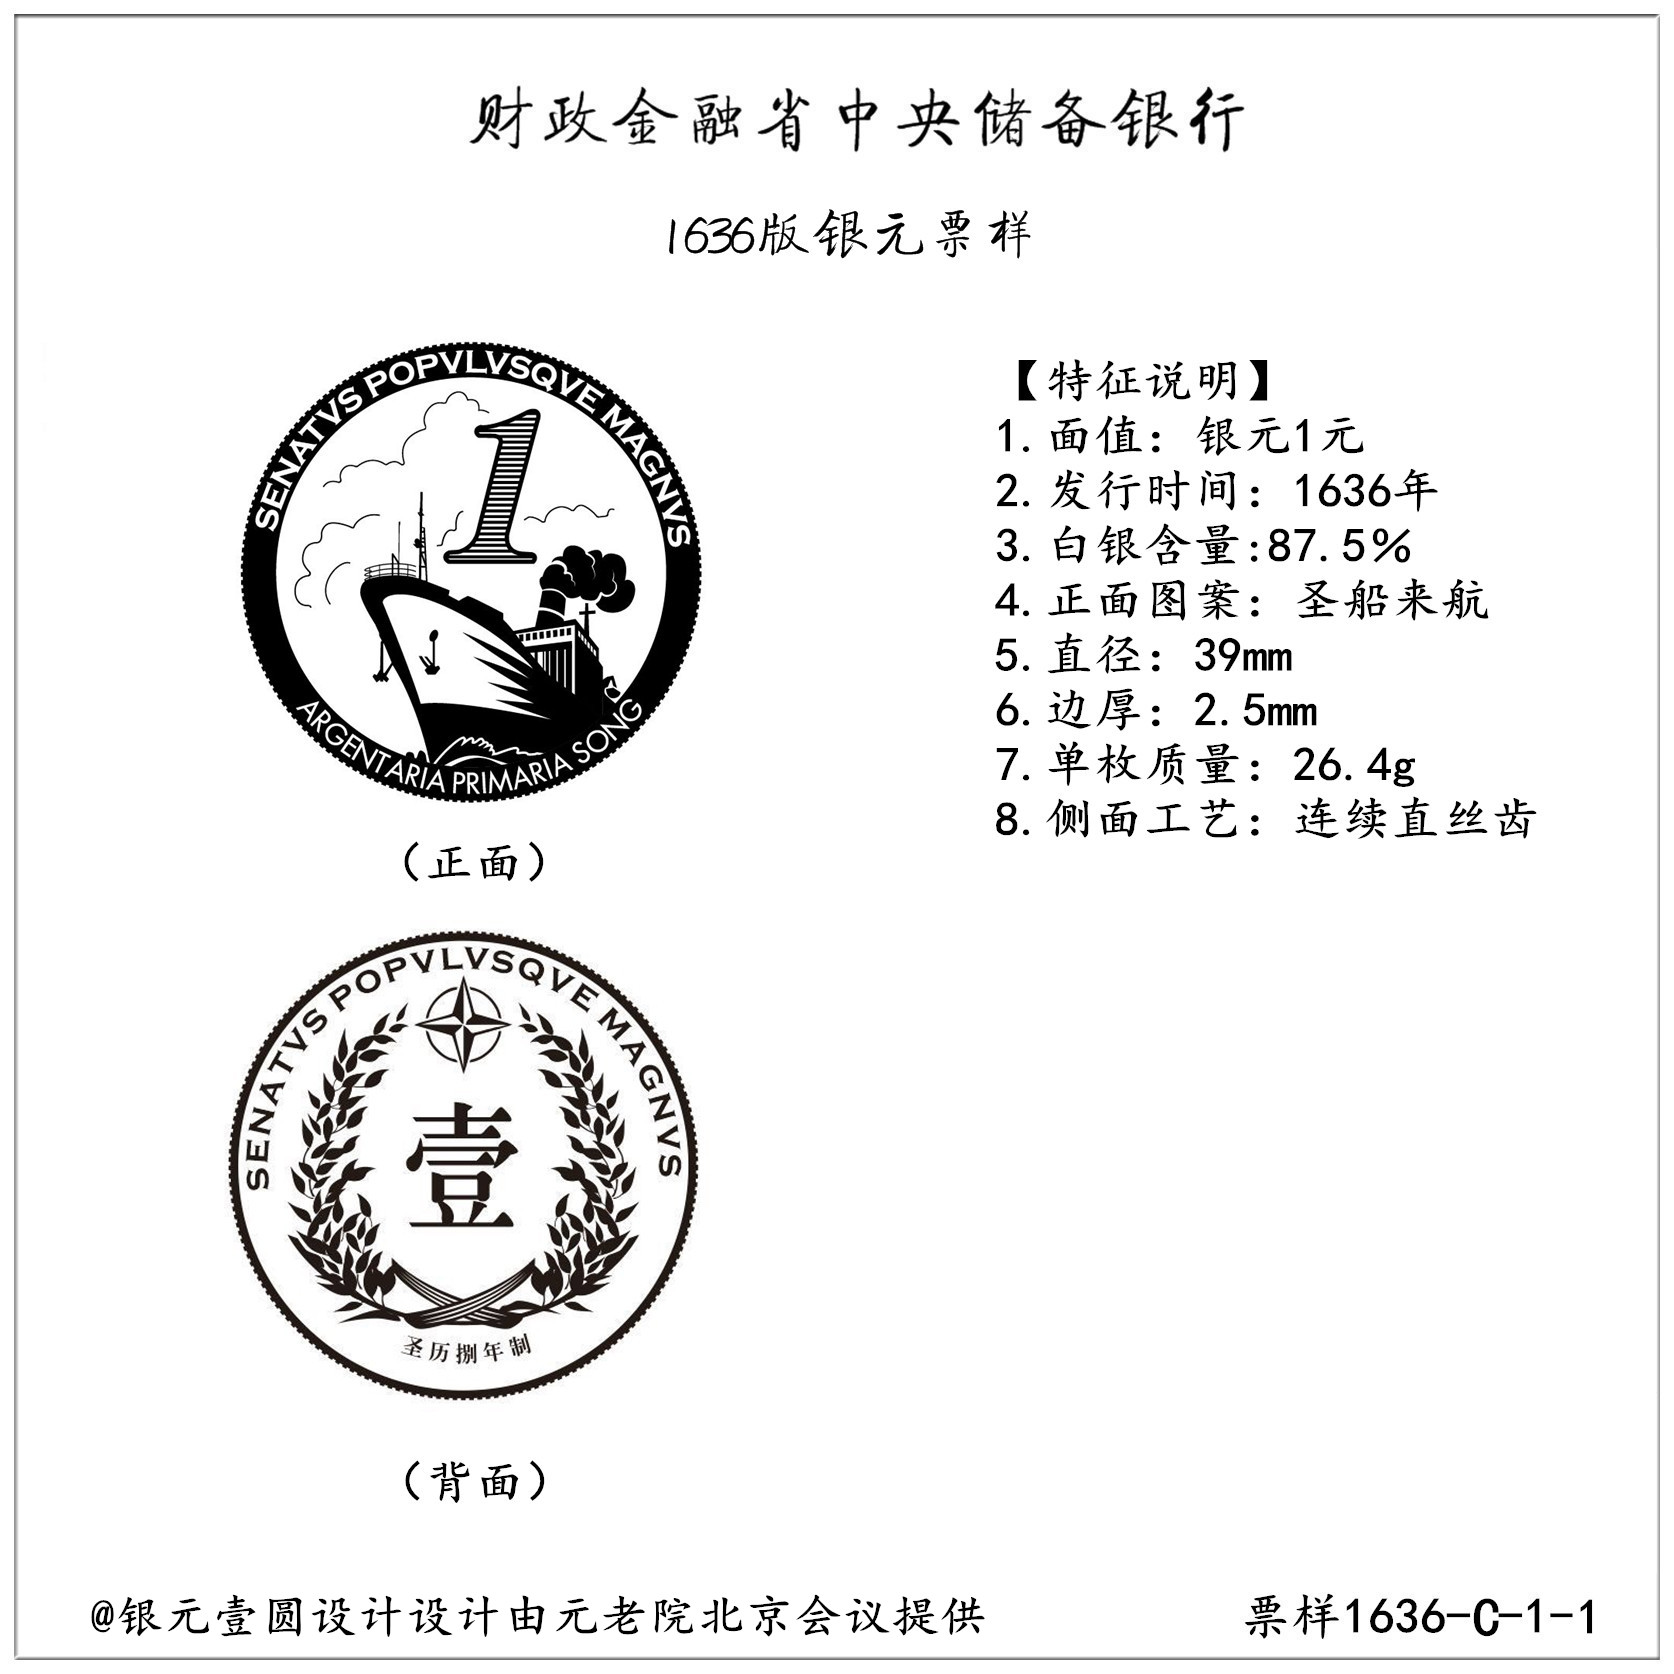 财政金融省中央储备银行
1636版银元票样
SENATVS POPVLVSQVE MAGNVS
1
ARGENTARIA PRIMARIA SONG
（正面）
【特征说明】
1.面值：银元1元
2.发行时间：1636年
3.白银含量:87.5%
4.正面图案：圣船来航
5.直径：39mm
6.边厚：2.5mm
7.单枚质量：26.4g
8.侧面工艺：连续直丝齿
SENATVS POPVLVSQVE MAGNVS
壹
圣历捌年制
（背面）
@银元壹圆设计设计由元老院北京会议提供
票样1636-C-1-1